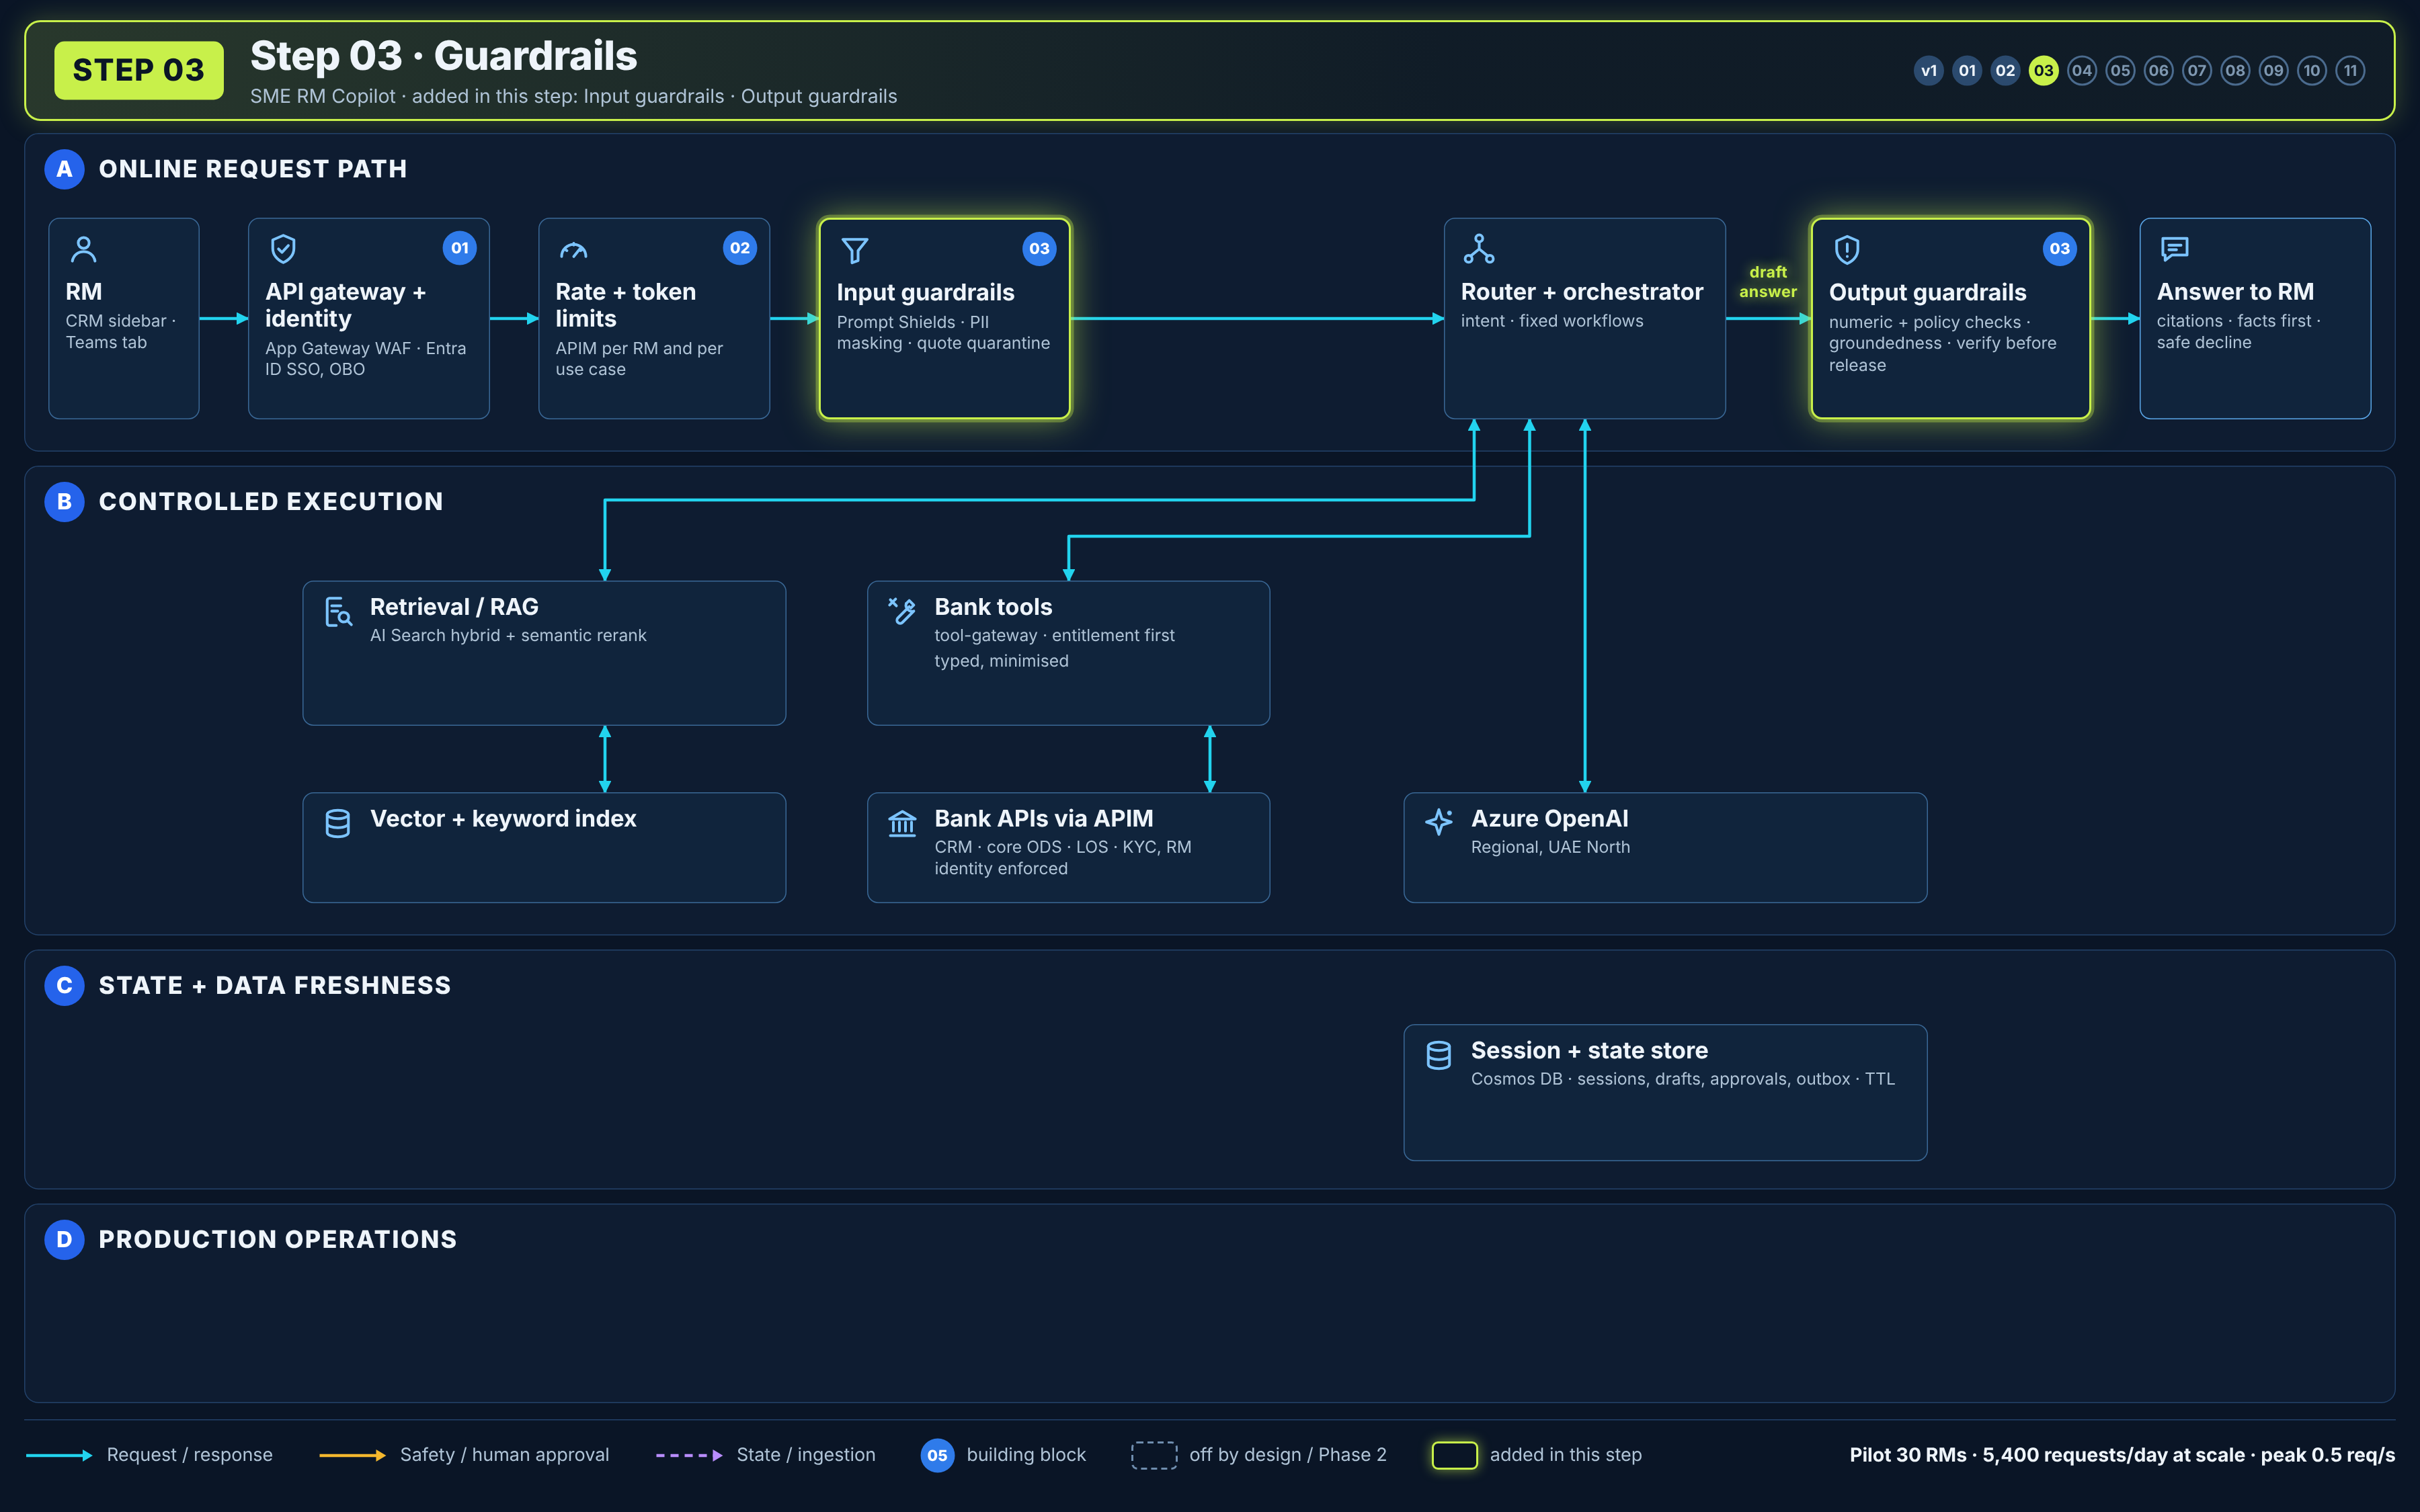 STEP 03
Step 03 · Guardrails
SME RM Copilot · added in this step: Input guardrails · Output guardrails
v1 01 02 03 04 05 06 07 08 09 10 11
A ONLINE REQUEST PATH
RM
CRM sidebar ·
Teams tab
01
API gateway +
identity
App Gateway WAF · Entra
ID SSO, OBO
02
Rate + token
limits
APIM per RM and per
use case
03
Input guardrails
Prompt Shields · PII
masking · quote quarantine
Router + orchestrator
intent · fixed workflows
draft
answer
03
Output guardrails
numeric + policy checks ·
groundedness · verify before
release
Answer to RM
citations · facts first ·
safe decline
B CONTROLLED EXECUTION
Retrieval / RAG
AI Search hybrid + semantic rerank
Bank tools
tool-gateway · entitlement first
typed, minimised
Vector + keyword index
Bank APIs via APIM
CRM · core ODS · LOS · KYC, RM
identity enforced
Azure OpenAI
Regional, UAE North
C STATE + DATA FRESHNESS
Session + state store
Cosmos DB · sessions, drafts, approvals, outbox · TTL
D PRODUCTION OPERATIONS
Request / response
Safety / human approval
State / ingestion
05 building block
off by design / Phase 2
added in this step
Pilot 30 RMs · 5,400 requests/day at scale · peak 0.5 req/s